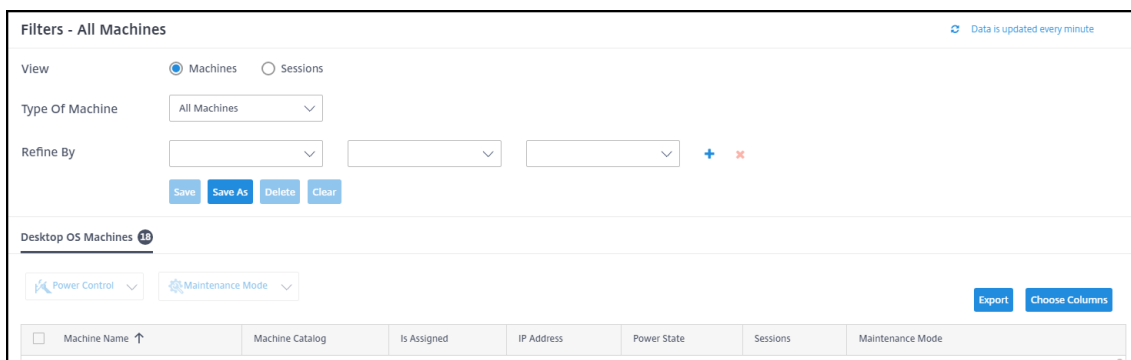 Filters - All Machines Data is updated every minute
View Machines Sessions
Type Of Machine All Machines
Refine By
Save Save As Delete Clear
Desktop OS Machines 18
Power Control Maintenance Mode
Export Choose Columns
Machine Name Machine Catalog Is Assigned IP Address Power State Sessions Maintenance Mode